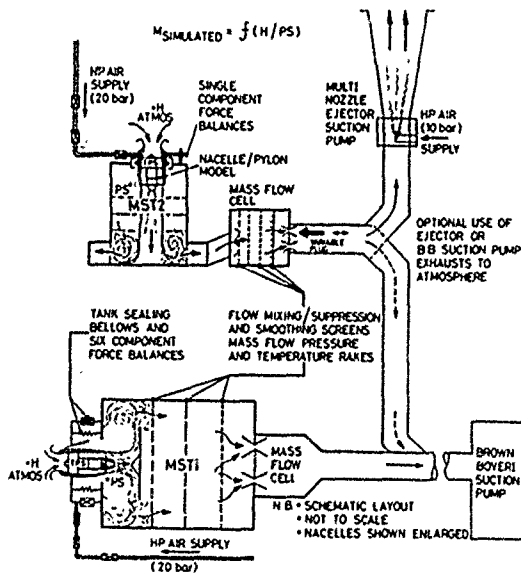 MSIMULATED = f(H/PS)
HP AIR
SUPPLY
(20 bar)
°H
ATMOS
SINGLE
COMPONENT
FORCE
BALANCES
NACELLE/PYLON
MODEL
PS
MST2
MASS FLOW
CELL
VARIABLE
PLUG
MULTI
NOZZLE
EJECTOR
SUCTION
PUMP
HP AIR
(10 bar)
SUPPLY
OPTIONAL USE OF
EJECTOR OR
B.B. SUCTION PUMP
EXHAUSTS TO
ATMOSPHERE
TANK SEALING
BELLOWS AND
SIX COMPONENT
FORCE BALANCES
FLOW MIXING/SUPPRESSION
AND SMOOTHING SCREENS
MASS FLOW PRESSURE
AND TEMPERATURE RAKES
°H
ATMOS
°PS
MST1
MASS
FLOW
CELL
BROWN
BOVERI
SUCTION
PUMP
N.B. • SCHEMATIC LAYOUT
• NOT TO SCALE
• NACELLES SHOWN ENLARGED
HP AIR SUPPLY
(20 bar)